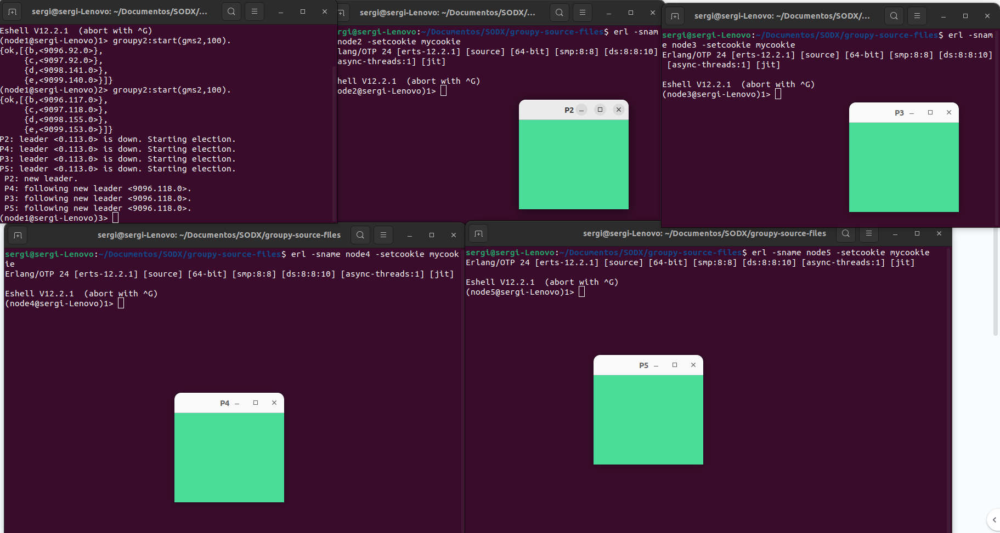 sergi@sergi-Lenovo: ~/Documentos/SODX/...
Eshell V12.2.1  (abort with ^G)
(node1@sergi-Lenovo)1> groupy2:start(gms2,100).
{ok,[{b,<9096.92.0>},
     {c,<9097.92.0>},
     {d,<9098.141.0>},
     {e,<9099.140.0>}]}
(node1@sergi-Lenovo)2> groupy2:start(gms2,100).
{ok,[{b,<9096.117.0>},
     {c,<9097.118.0>},
     {d,<9098.155.0>},
     {e,<9099.153.0>}]}
P2: leader <0.113.0> is down. Starting election.
P4: leader <0.113.0> is down. Starting election.
P3: leader <0.113.0> is down. Starting election.
P5: leader <0.113.0> is down. Starting election.
 P2: new leader.
 P4: following new leader <9096.118.0>.
 P3: following new leader <9096.118.0>.
 P5: following new leader <9096.118.0>.
(node1@sergi-Lenovo)3>
sergi@sergi-Lenovo: ~/Documentos/SODX/...
rgi@sergi-Lenovo:~/Documentos/SODX/groupy-source-files$ erl -snam
node2 -setcookie mycookie
rlang/OTP 24 [erts-12.2.1] [source] [64-bit] [smp:8:8] [ds:8:8:10]
async-threads:1] [jit]
hell V12.2.1  (abort with ^G)
ode2@sergi-Lenovo)1>
P2
sergi@sergi-Lenovo: ~/Documentos/SODX/...
sergi@sergi-Lenovo:~/Documentos/SODX/groupy-source-files$ erl -snam
e node3 -setcookie mycookie
Erlang/OTP 24 [erts-12.2.1] [source] [64-bit] [smp:8:8] [ds:8:8:10]
 [async-threads:1] [jit]
Eshell V12.2.1  (abort with ^G)
(node3@sergi-Lenovo)1>
P3
sergi@sergi-Lenovo: ~/Documentos/SODX/groupy-source-files
sergi@sergi-Lenovo:~/Documentos/SODX/groupy-source-files$ erl -sname node4 -setcookie mycook
ie
Erlang/OTP 24 [erts-12.2.1] [source] [64-bit] [smp:8:8] [ds:8:8:10] [async-threads:1] [jit]
Eshell V12.2.1  (abort with ^G)
(node4@sergi-Lenovo)1>
P4
sergi@sergi-Lenovo: ~/Documentos/SODX/groupy-source-files
sergi@sergi-Lenovo:~/Documentos/SODX/groupy-source-files$ erl -sname node5 -setcookie mycookie
Erlang/OTP 24 [erts-12.2.1] [source] [64-bit] [smp:8:8] [ds:8:8:10] [async-threads:1] [jit]
Eshell V12.2.1  (abort with ^G)
(node5@sergi-Lenovo)1>
P5